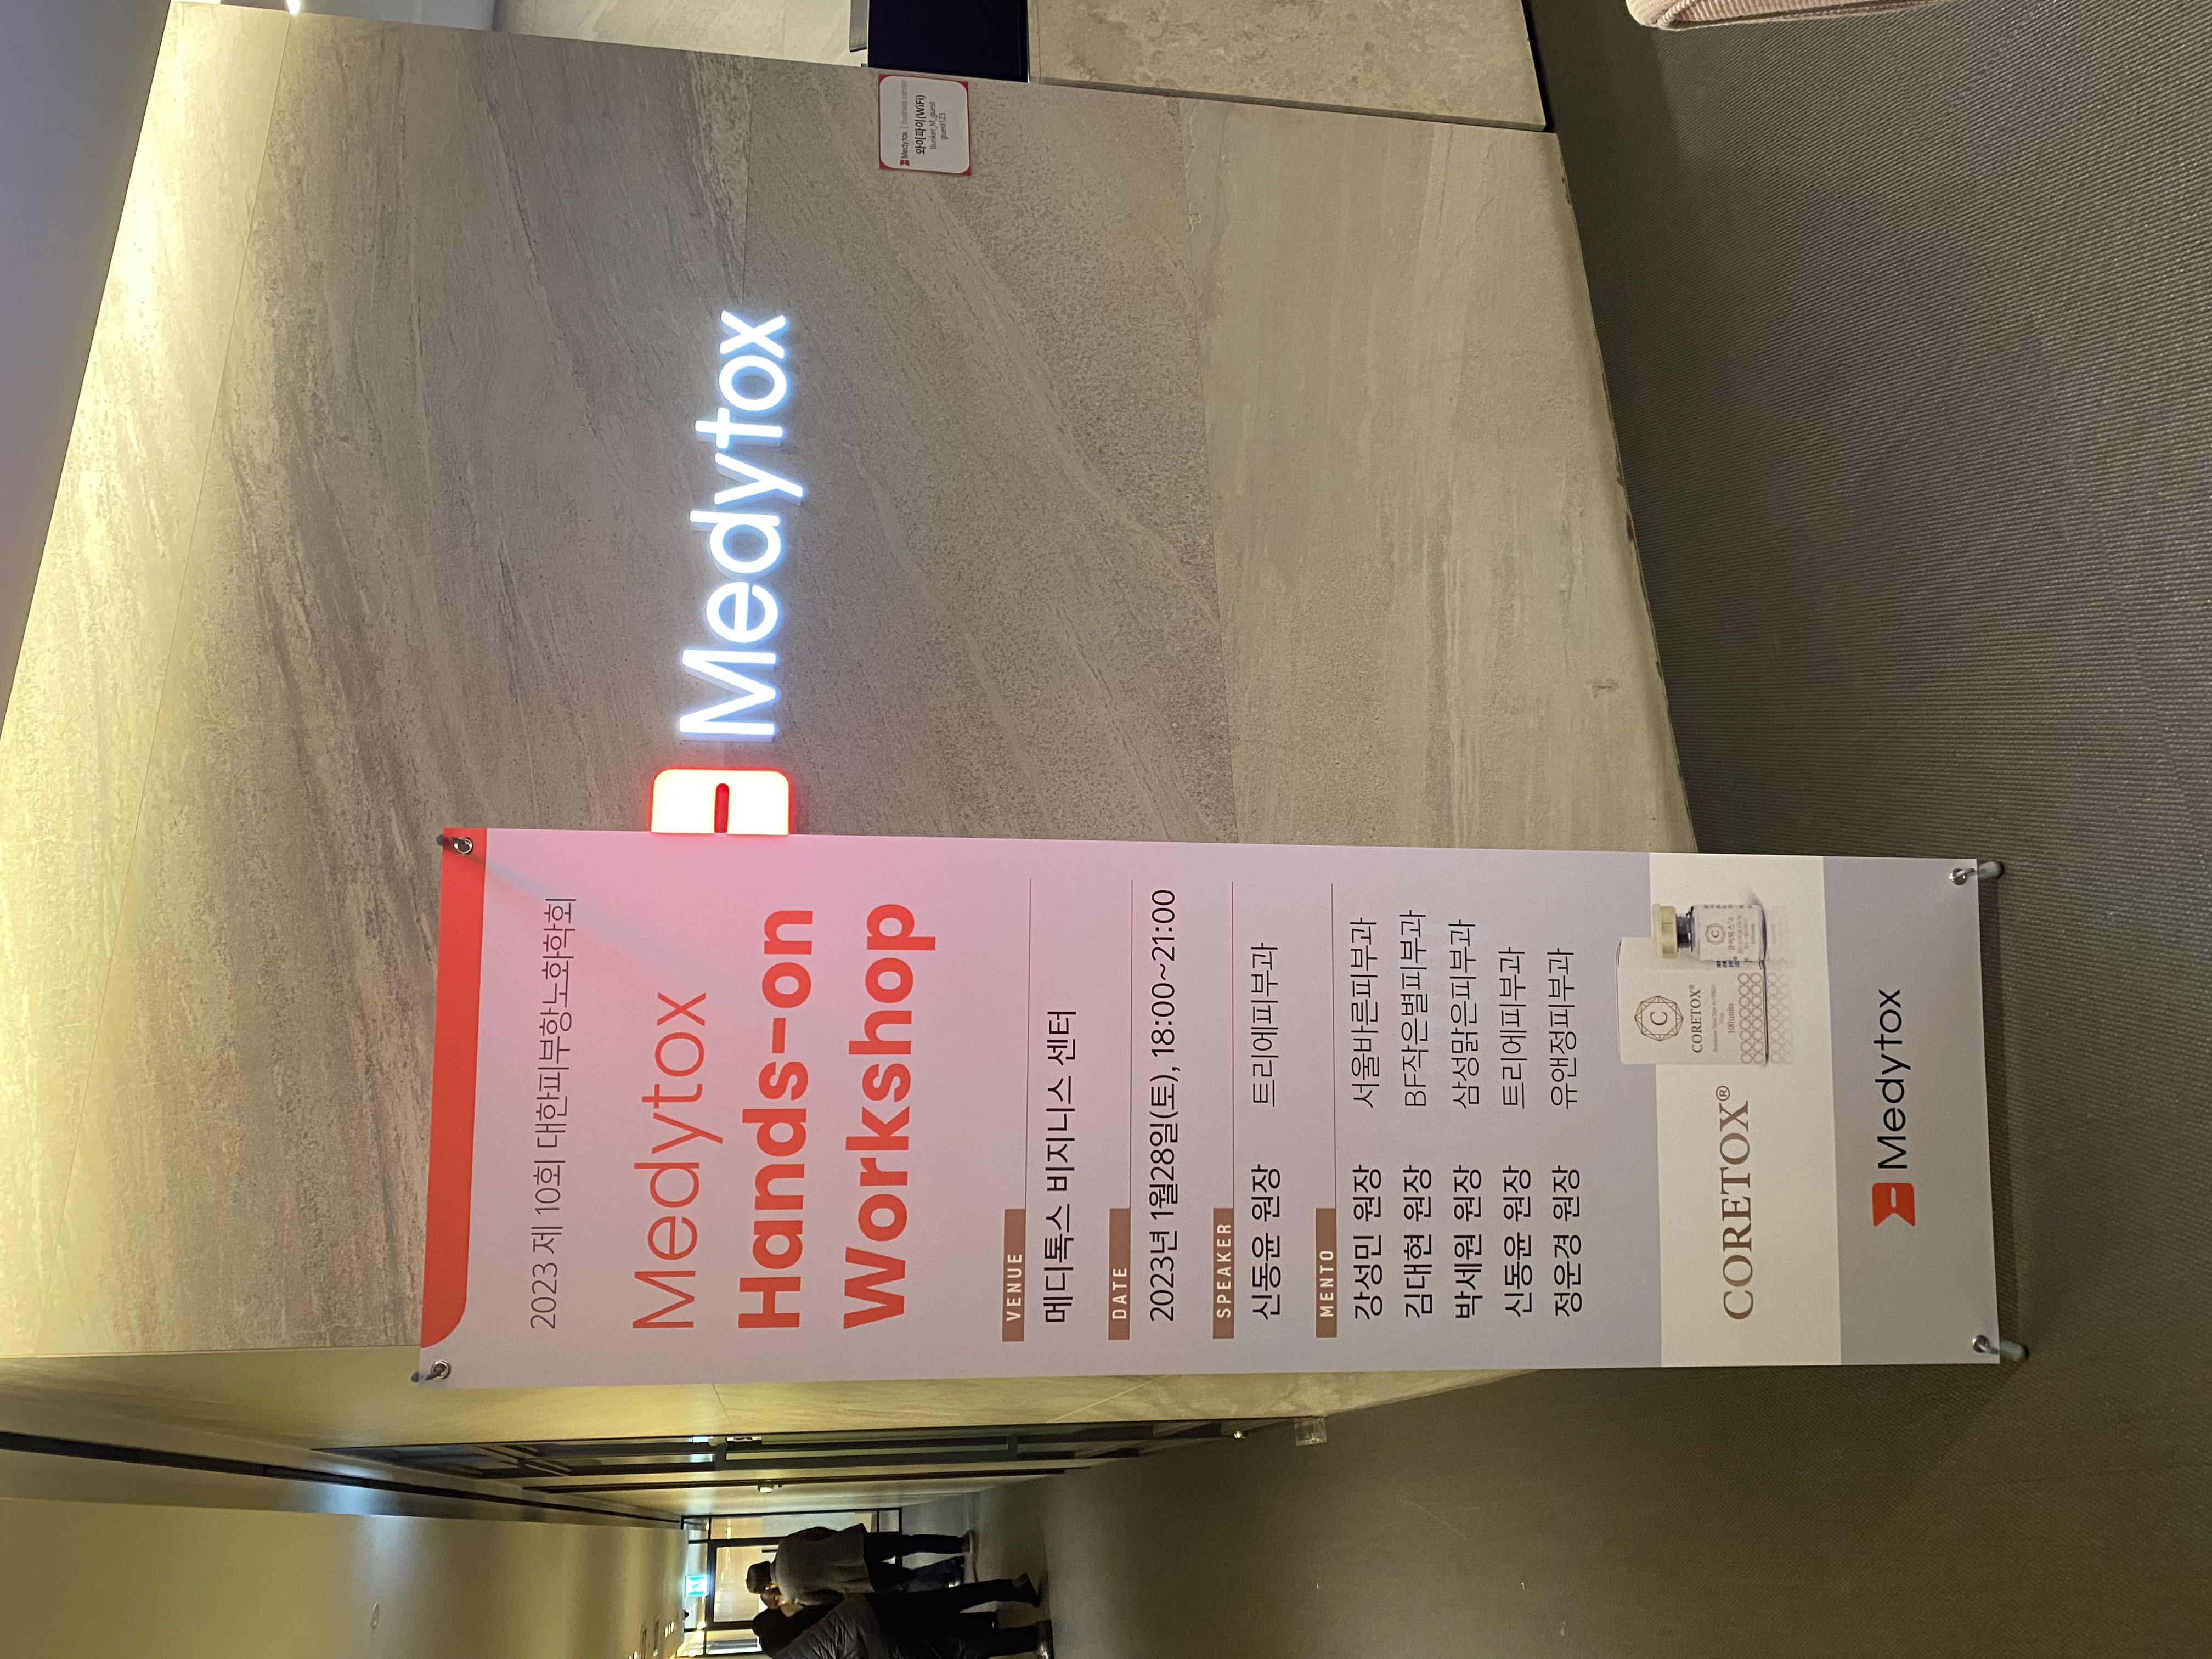 2023 제 10회 대한피부항노화학회
Medytox
Hands-on
Workshop
VENUE
메디톡스 비지니스 센터
DATE
2023년 1월28일(토), 18:00~21:00
SPEAKER
신동윤 원장 트리에피부과
MENTO
강성민 원장 서울바른피부과
김대현 원장 BF작은별피부과
박세원 원장 삼성맑은피부과
신동윤 원장 트리에피부과
정윤경 원장 유앤정피부과
CORETOX®
C
CORETOX®
100units
C
Medytox
Medytox
Medytox
와이파이(WiFi)
Bunker_M_guest
guest123